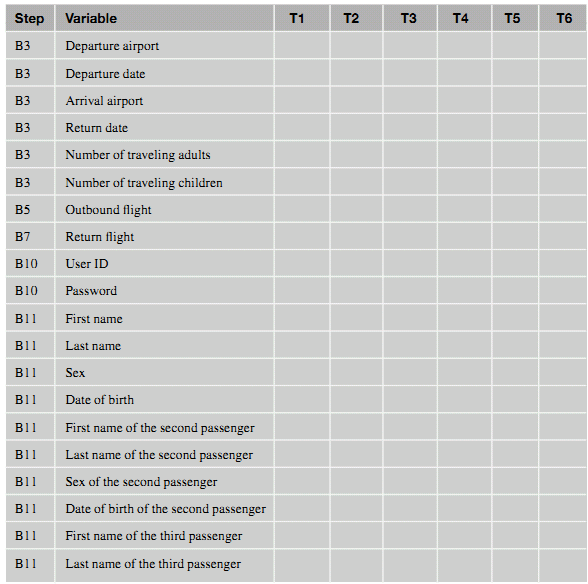 Step Variable T1 T2 T3 T4 T5 T6
B3 Departure airport
B3 Departure date
B3 Arrival airport
B3 Return date
B3 Number of traveling adults
B3 Number of traveling children
B5 Outbound flight
B7 Return flight
B10 User ID
B10 Password
B11 First name
B11 Last name
B11 Sex
B11 Date of birth
B11 First name of the second passenger
B11 Last name of the second passenger
B11 Sex of the second passenger
B11 Date of birth of the second passenger
B11 First name of the third passenger
B11 Last name of the third passenger